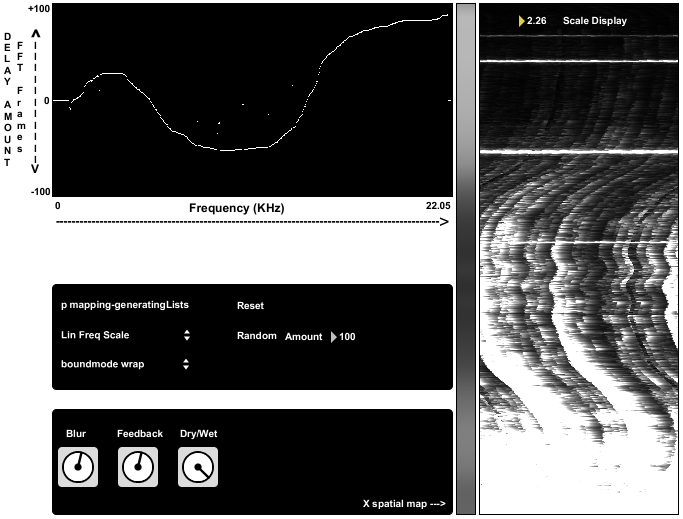 +100
DELAY AMOUNT
FFT Frames
0
-100
0
22.05
Frequency (KHz)
2.26 Scale Display
p mapping-generatingLists
Reset
Lin Freq Scale
Random Amount 100
boundmode wrap
Blur
Feedback
Dry/Wet
X spatial map --->